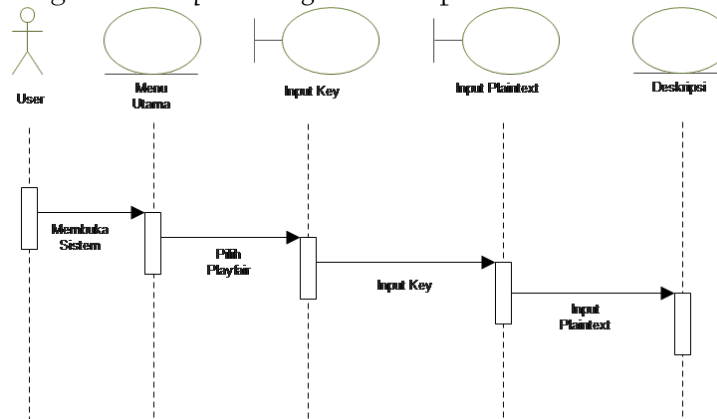 User
Menu
Utama
Input Key
Input Plaintext
Deskripsi
Membuka
Sistem
Pilih
Playfair
Input Key
Input
Plaintext